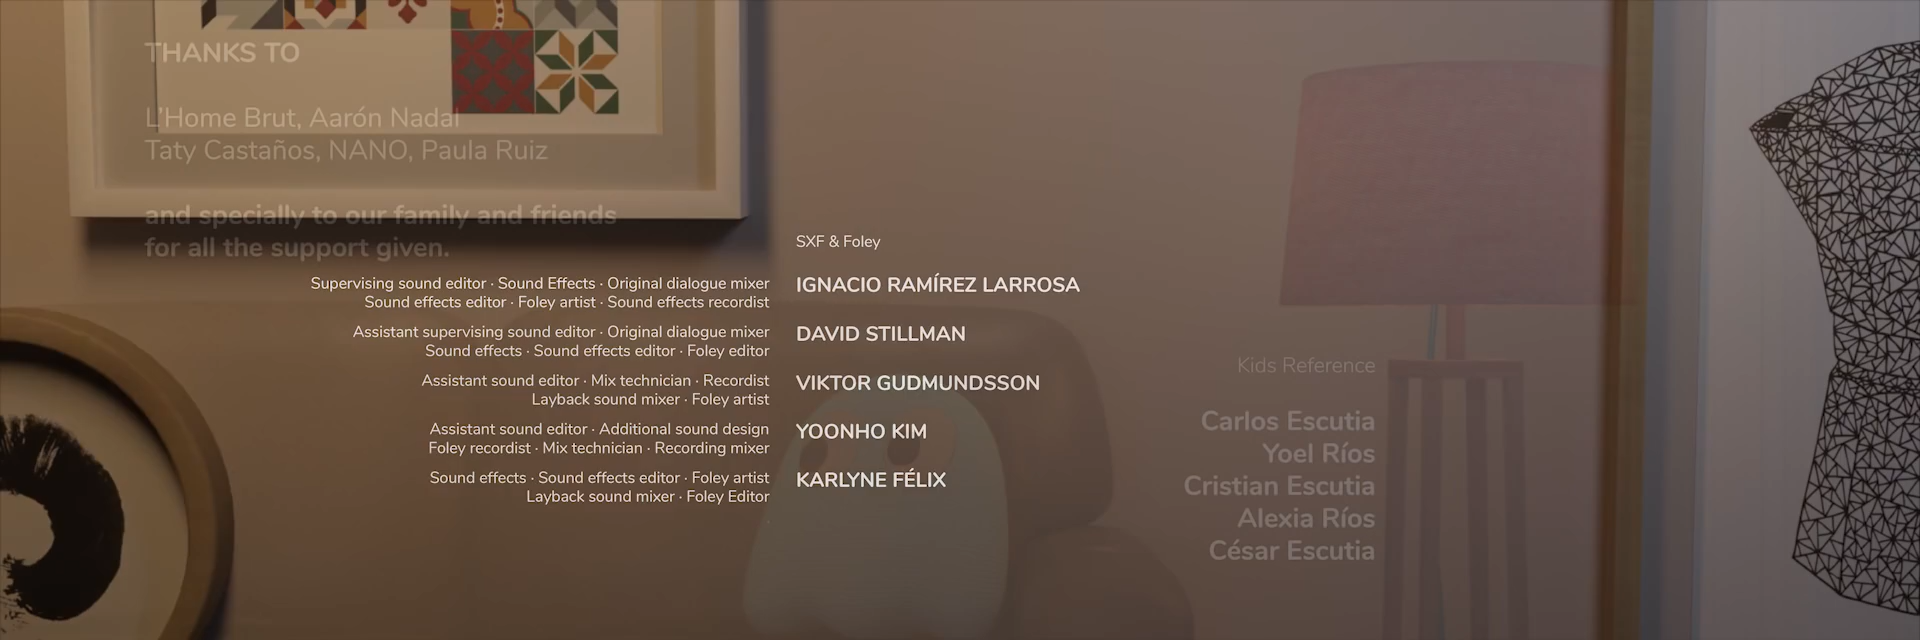 THANKS TO
L'Home Brut, Aarón Nadal
Taty Castaños, NANO, Paula Ruiz
and specially to our family and friends
for all the support given.
SXF & Foley
Supervising sound editor · Sound Effects · Original dialogue mixer
Sound effects editor · Foley artist · Sound effects recordist
IGNACIO RAMÍREZ LARROSA
Assistant supervising sound editor · Original dialogue mixer
Sound effects · Sound effects editor · Foley editor
DAVID STILLMAN
Assistant sound editor · Mix technician · Recordist
Layback sound mixer · Foley artist
VIKTOR GUDMUNDSSON
Assistant sound editor · Additional sound design
Foley recordist · Mix technician · Recording mixer
YOONHO KIM
Sound effects · Sound effects editor · Foley artist
Layback sound mixer · Foley Editor
KARLYNE FÉLIX
Kids Reference
Carlos Escutia
Yoel Ríos
Cristian Escutia
Alexia Ríos
César Escutia